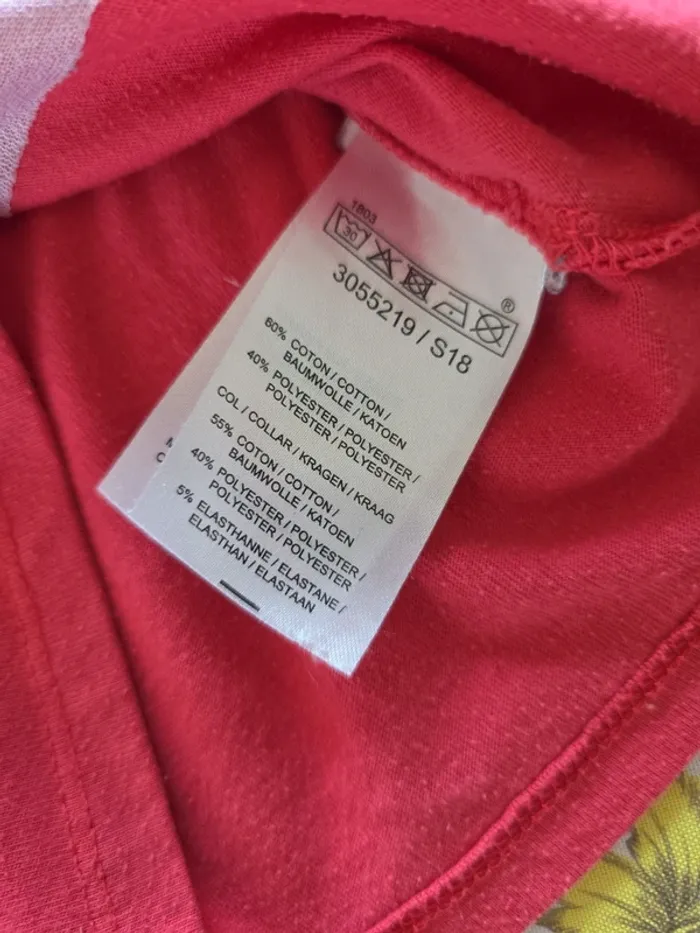 1803
30
®
3055219 / S18
60% COTON / COTTON /
BAUMWOLLE / KATOEN
40% POLYESTER / POLYESTER /
POLYESTER / POLYESTER
COL / COLLAR / KRAGEN / KRAAG
55% COTON / COTTON /
BAUMWOLLE / KATOEN
40% POLYESTER / POLYESTER /
POLYESTER / POLYESTER
5% ELASTHANNE / ELASTANE /
ELASTHAN / ELASTAAN